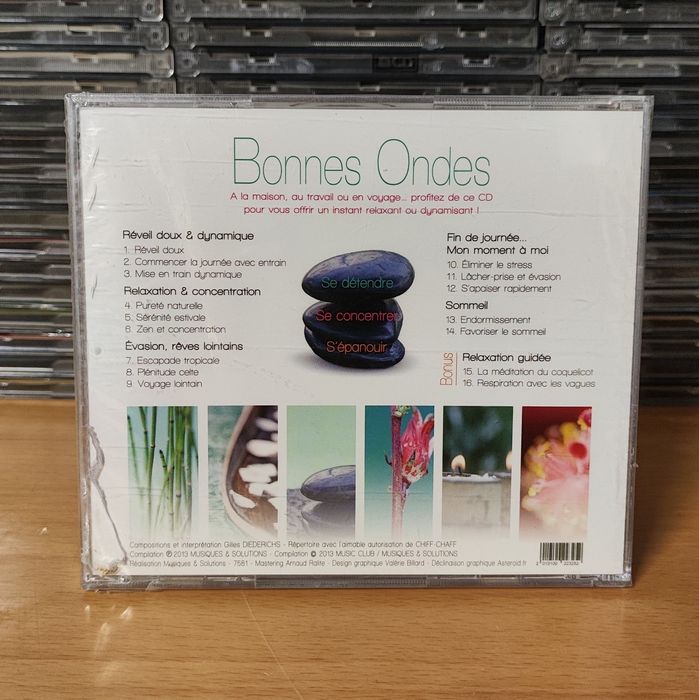 Bonnes Ondes
A la maison, au travail ou en voyage... profitez de ce CD
pour vous offrir un instant relaxant ou dynamisant !
Réveil doux & dynamique
1. Réveil doux
2. Commencer la journée avec entrain
3. Mise en train dynamique
Relaxation & concentration
4. Pureté naturelle
5. Sérénité estivale
6. Zen et concentrction
Évasion, rêves lointains
7. Escapade tropicale
8. Plénitude celte
9. Voyage lointain
Se détendre
Se concentrer
S'épanouir
Fin de journée...
Mon moment à moi
10. Éliminer le stress
11. Lâcher-prise et évasion
12. S'apaiser rapidement
Sommeil
13. Endormissement
14. Favoriser le sommeil
Bonus
Relaxation guidée
15. La méditation du coquelicot
16. Respiration avec les vagues
Compositions et interprétation Gilles DIEDERICHS - Répertoire avec l'aimable autorisation de CHIFF-CHAFF
Compilation ℗ 2013 MUSIQUES & SOLUTIONS - Compilation © 2013 MUSIC CLUB / MUSIQUES & SOLUTIONS
Réalisation Musiques & Solutions - 7581 - Mastering Arnaud Ralite - Design graphique Valérie Billard - Déclinaison graphique Asteroid.fr